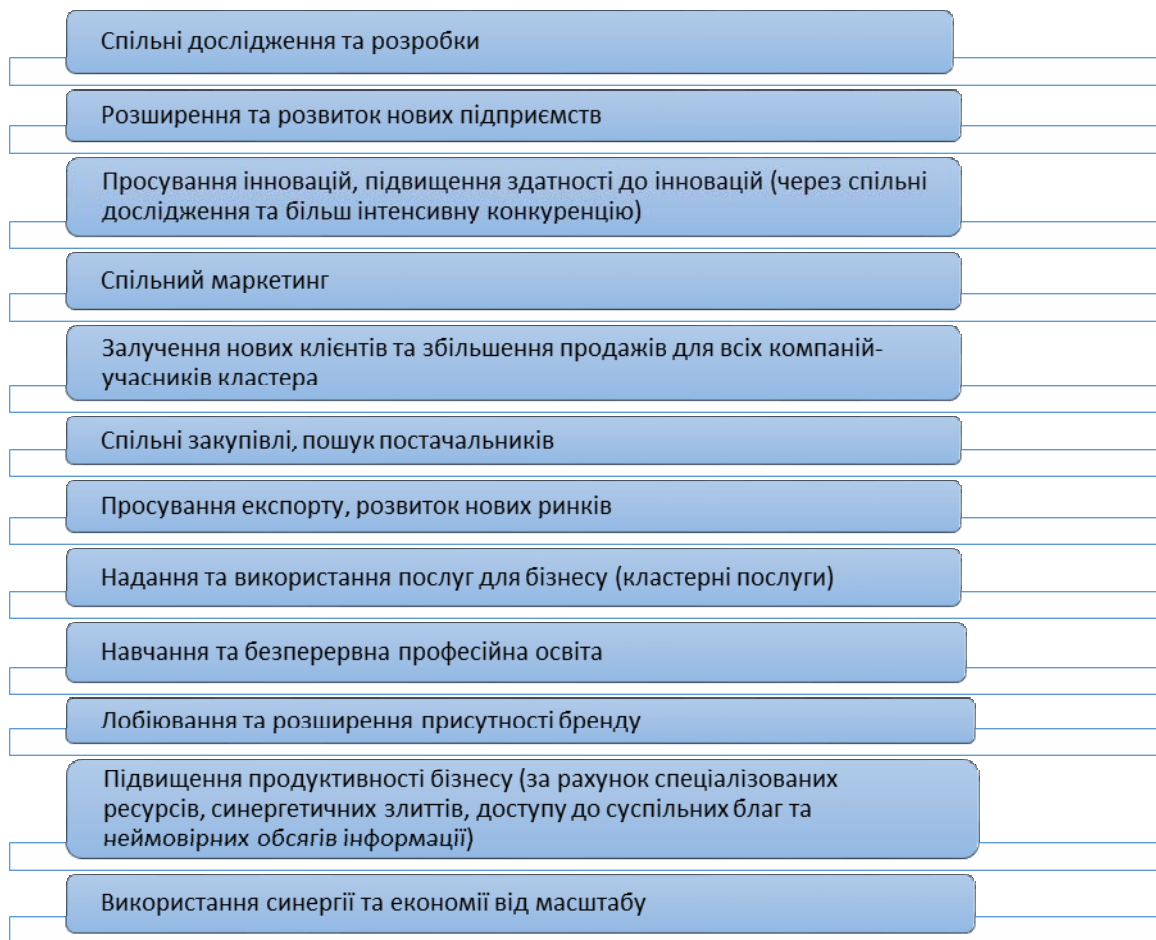 Спільні дослідження та розробки
Розширення та розвиток нових підприємств
Просування інновацій, підвищення здатності до інновацій (через спільні
дослідження та більш інтенсивну конкуренцію)
Спільний маркетинг
Залучення нових клієнтів та збільшення продажів для всіх компаній-
учасників кластера
Спільні закупівлі, пошук постачальників
Просування експорту, розвиток нових ринків
Надання та використання послуг для бізнесу (кластерні послуги)
Навчання та безперервна професійна освіта
Лобіювання та розширення присутності бренду
Підвищення продуктивності бізнесу (за рахунок спеціалізованих
ресурсів, синергетичних злиттів, доступу до суспільних благ та
неймовірних обсягів інформації)
Використання синергії та економії від масштабу